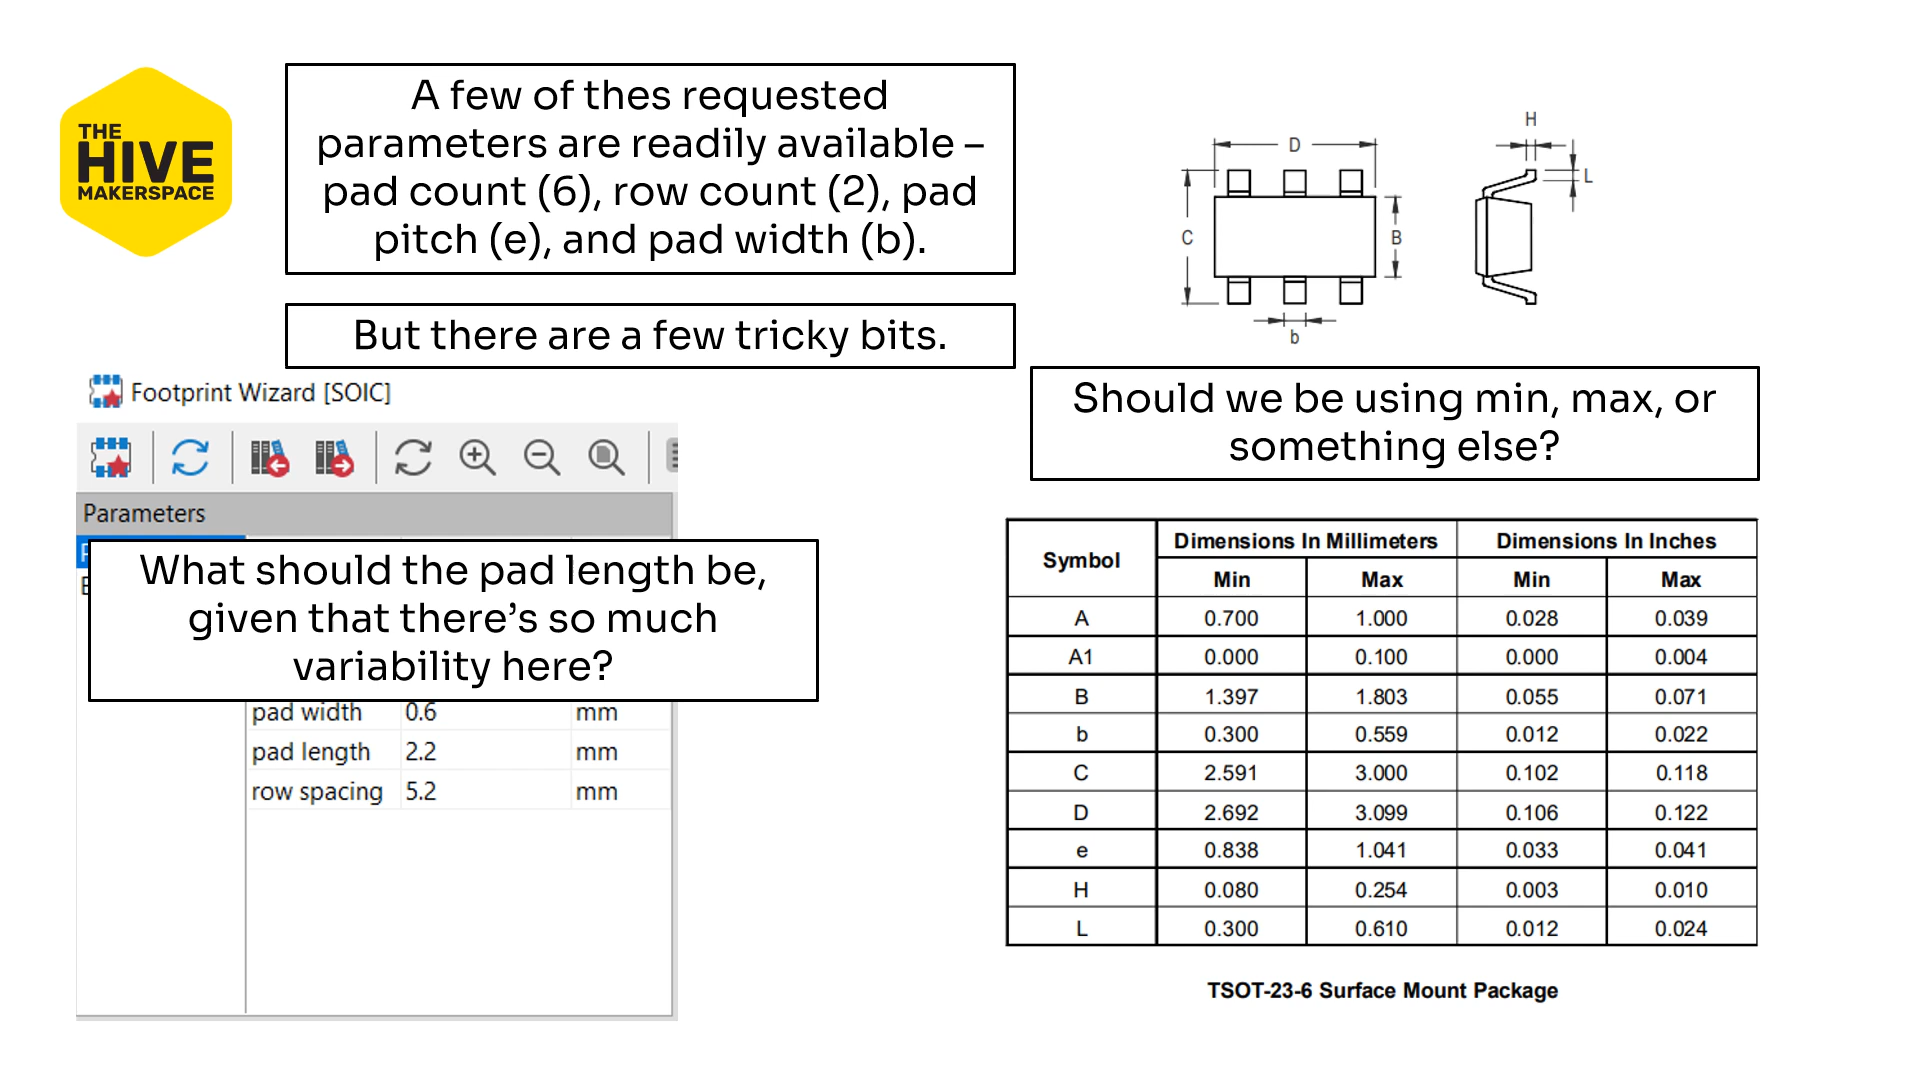 THE
HIVE
MAKERSPACE
A few of thes requested
parameters are readily available –
pad count (6), row count (2), pad
pitch (e), and pad width (b).
But there are a few tricky bits.
H
D
L
C
B
b
Should we be using min, max, or
something else?
Footprint Wizard [SOIC]
Parameters
What should the pad length be,
given that there's so much
variability here?
pad width 0.6 mm
pad length 2.2 mm
row spacing 5.2 mm
Symbol Dimensions In Millimeters Dimensions In Inches
Min Max Min Max
A 0.700 1.000 0.028 0.039
A1 0.000 0.100 0.000 0.004
B 1.397 1.803 0.055 0.071
b 0.300 0.559 0.012 0.022
C 2.591 3.000 0.102 0.118
D 2.692 3.099 0.106 0.122
e 0.838 1.041 0.033 0.041
H 0.080 0.254 0.003 0.010
L 0.300 0.610 0.012 0.024
TSOT-23-6 Surface Mount Package